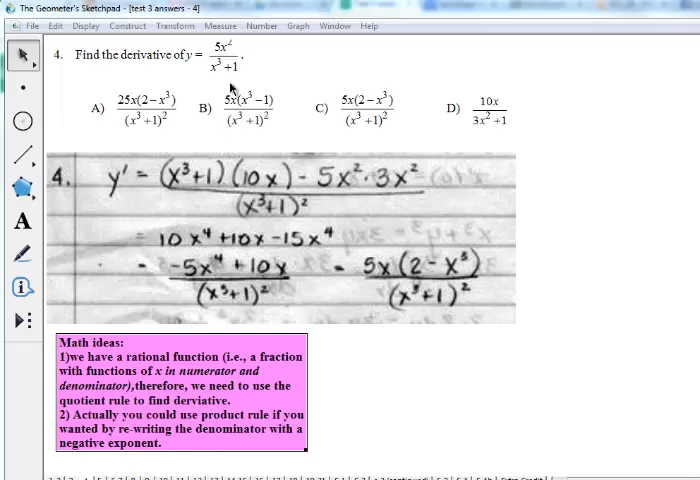 The Geometer's Sketchpad - [test 3 answers - 4]
File Edit Display Construct Transform Measure Number Graph Window Help
4. Find the derivative of y = 5x² / x³ +1 .
A) 25x(2−x³) / (x³ +1)² B) 5x(x³ −1) / (x³ +1)² C) 5x(2−x³) / (x³ +1)² D) 10x / 3x² +1
4. y' = (x³+1)(10x) - 5x² · 3x² / (x³+1)²
= 10x⁴ +10x -15x⁴
= -5x⁴ +10x / (x³+1)² = 5x(2-x³) / (x³+1)²
A
Math ideas:
1)we have a rational function (i.e., a fraction
with functions of x in numerator and
denominator),therefore, we need to use the
quotient rule to find derviative.
2) Actually you could use product rule if you
wanted by re-writing the denominator with a
negative exponent.